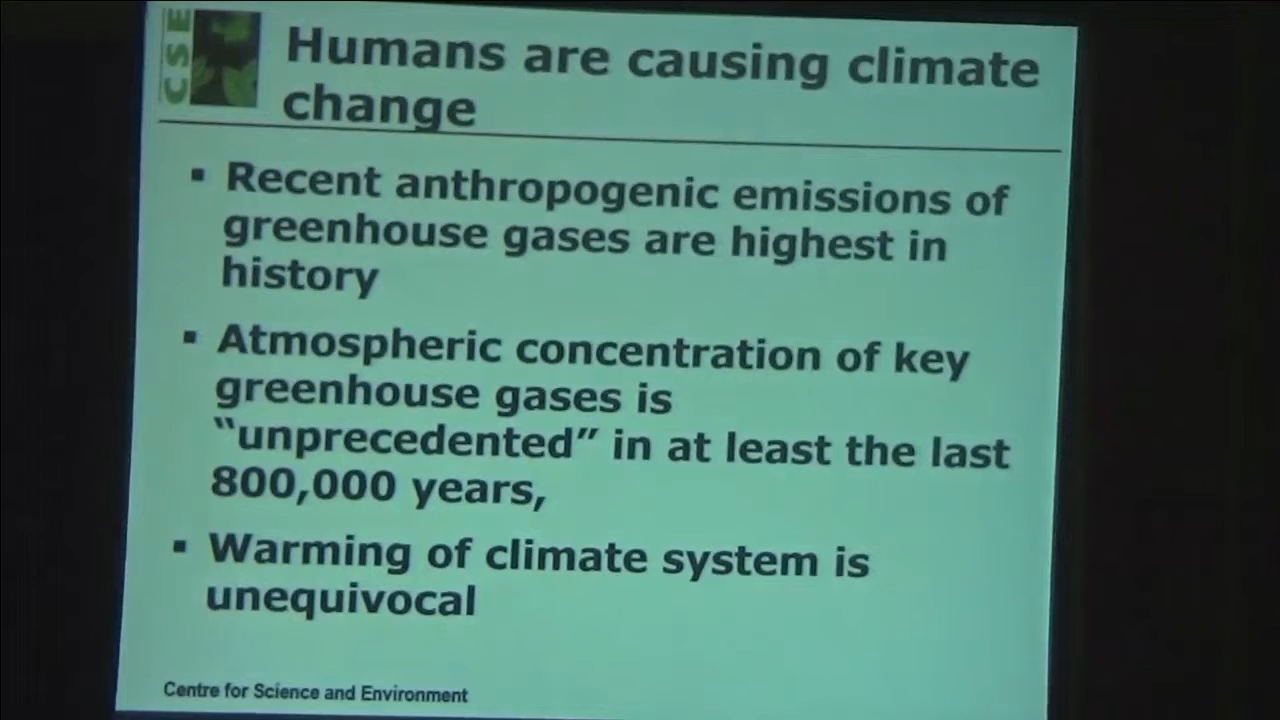 CSE
Humans are causing climate
change
▪ Recent anthropogenic emissions of
greenhouse gases are highest in
history
▪ Atmospheric concentration of key
greenhouse gases is
“unprecedented” in at least the last
800,000 years,
▪ Warming of climate system is
unequivocal
Centre for Science and Environment